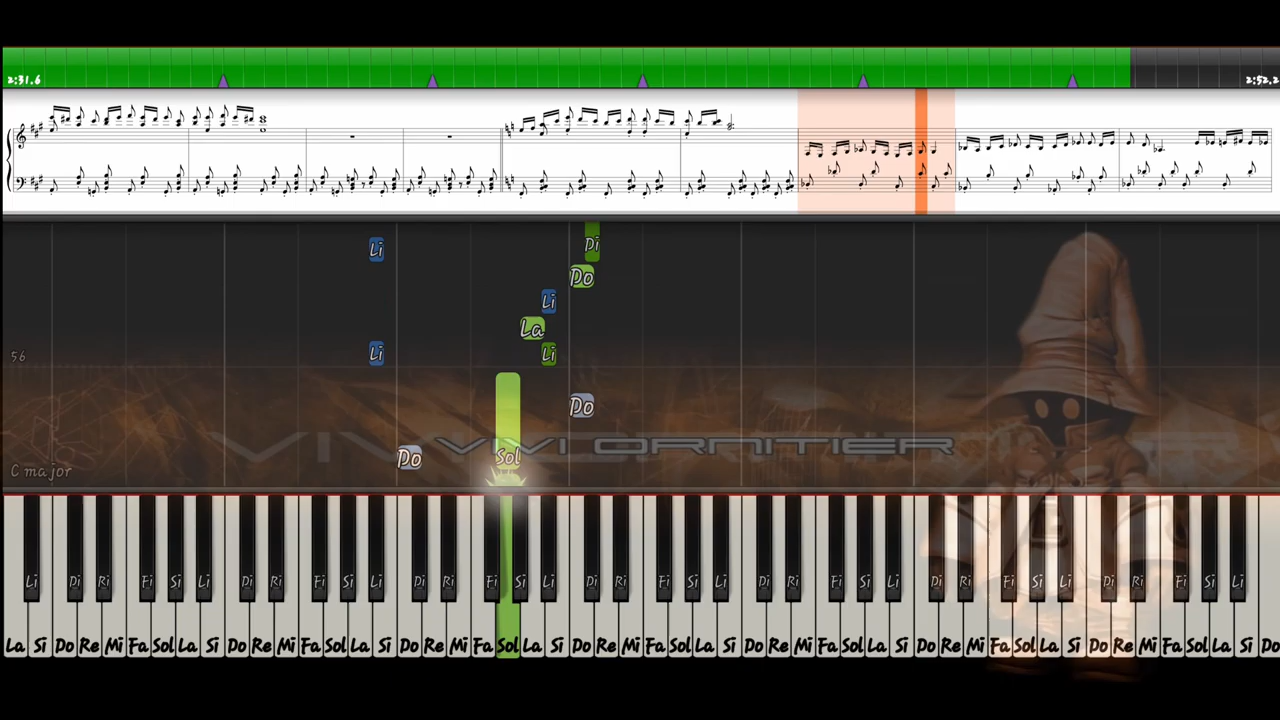 2:31.6 2:52.2
Di
Li
Do
Li
La
Li Li
56
Do
VIVI ORNITIER
Do Sol
C major
Li Di Ri Fi Si Li Di Ri Fi Si Li Di Ri Fi Si Li Di Ri Fi Si Li Di Ri Fi Si Li Di Ri Fi Si Li Di Ri Fi Si Li
La Si Do Re Mi Fa Sol La Si Do Re Mi Fa Sol La Si Do Re Mi Fa Sol La Si Do Re Mi Fa Sol La Si Do Re Mi Fa Sol La Si Do Re Mi Fa Sol La Si Do Re Mi Fa Sol La Si Do